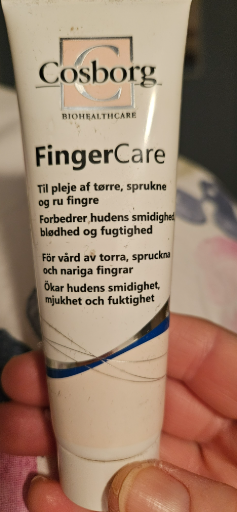 C
Cosborg
BIOHEALTHCARE
FingerCare
Til pleje af tørre, sprukne
og ru fingre
Forbedrer hudens smidighed,
blødhed og fugtighed
För vård av torra, spruckna
och nariga fingrar
Ökar hudens smidighet,
mjukhet och fuktighet